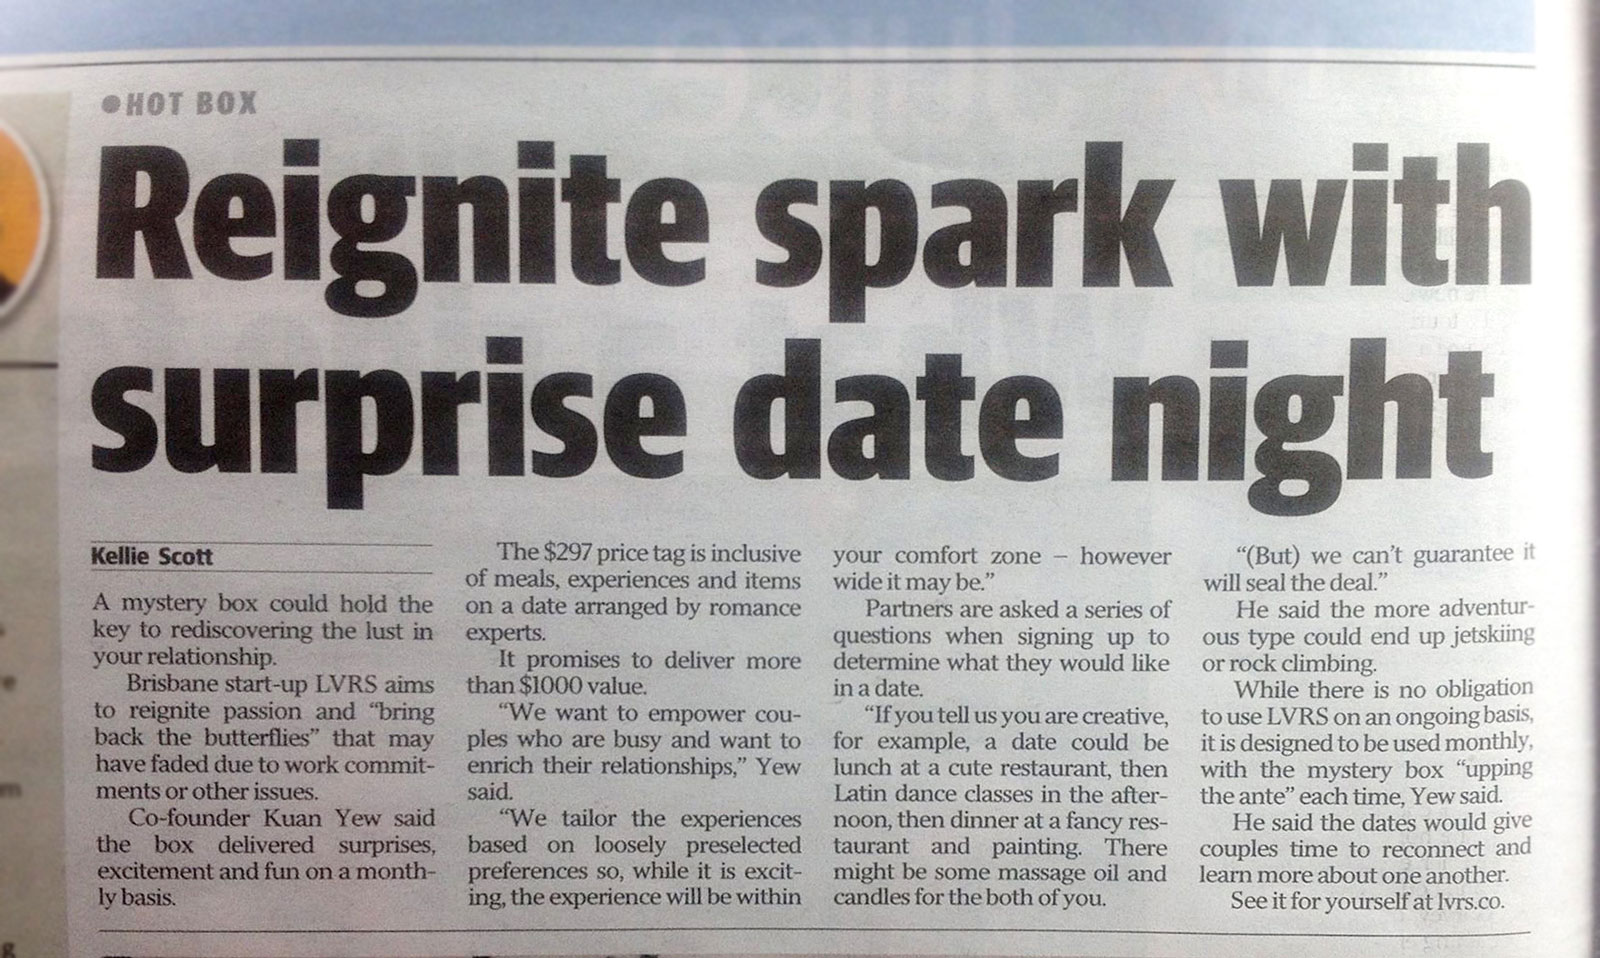 HOT BOX
Reignite spark with
surprise date night
Kellie Scott
A mystery box could hold the
key to rediscovering the lust in
your relationship.
Brisbane start-up LVRS aims
to reignite passion and “bring
back the butterflies” that may
have faded due to work commit-
ments or other issues.
Co-founder Kuan Yew said
the box delivered surprises,
excitement and fun on a month-
ly basis.
The $297 price tag is inclusive
of meals, experiences and items
on a date arranged by romance
experts.
It promises to deliver more
than $1000 value.
“We want to empower cou-
ples who are busy and want to
enrich their relationships,” Yew
said.
“We tailor the experiences
based on loosely preselected
preferences so, while it is excit-
ing, the experience will be within
your comfort zone – however
wide it may be.”
Partners are asked a series of
questions when signing up to
determine what they would like
in a date.
“If you tell us you are creative,
for example, a date could be
lunch at a cute restaurant, then
Latin dance classes in the after-
noon, then dinner at a fancy res-
taurant and painting. There
might be some massage oil and
candles for the both of you.
“(But) we can’t guarantee it
will seal the deal.”
He said the more adventur-
ous type could end up jetskiing
or rock climbing.
While there is no obligation
to use LVRS on an ongoing basis,
it is designed to be used monthly,
with the mystery box “upping
the ante” each time, Yew said.
He said the dates would give
couples time to reconnect and
learn more about one another.
See it for yourself at lvrs.co.